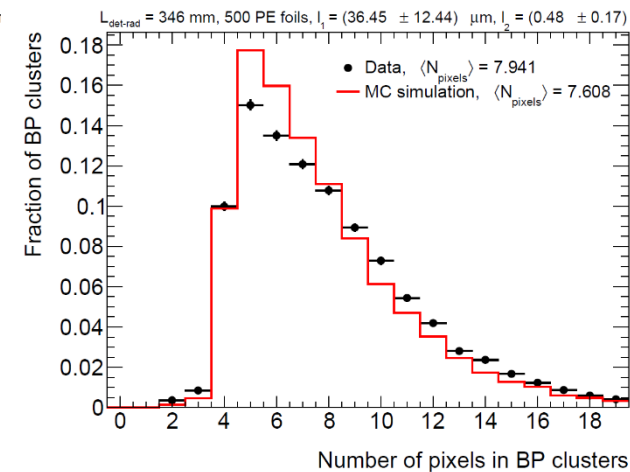 L_det-rad = 346 mm, 500 PE foils, l_1 = (36.45 ± 12.44) μm, l_2 = (0.48 ± 0.17)
Fraction of BP clusters
0.18
0.16
0.14
0.12
0.1
0.08
0.06
0.04
0.02
0
Data, ⟨N_pixels⟩ = 7.941
MC simulation, ⟨N_pixels⟩ = 7.608
0 2 4 6 8 10 12 14 16 18
Number of pixels in BP clusters